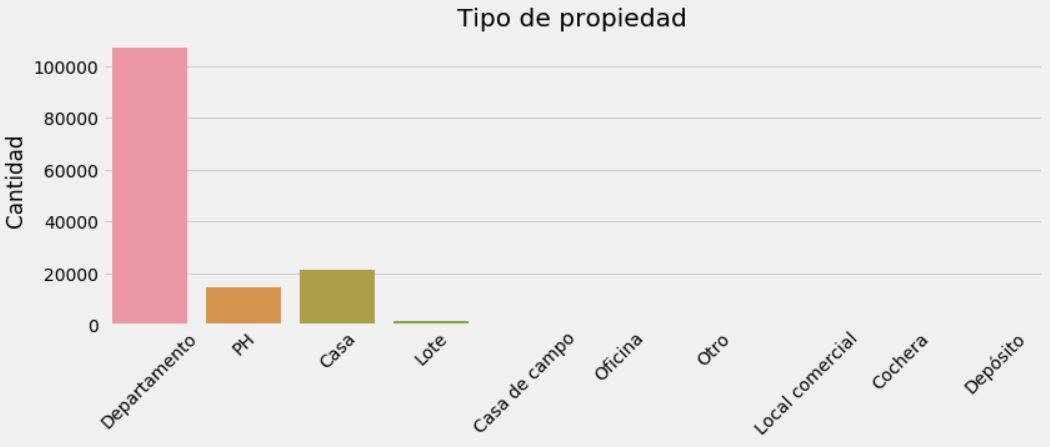 Tipo de propiedad
Cantidad
100000
80000
60000
40000
20000
0
Departamento
PH
Casa
Lote
Casa de campo
Oficina
Otro
Local comercial
Cochera
Depósito